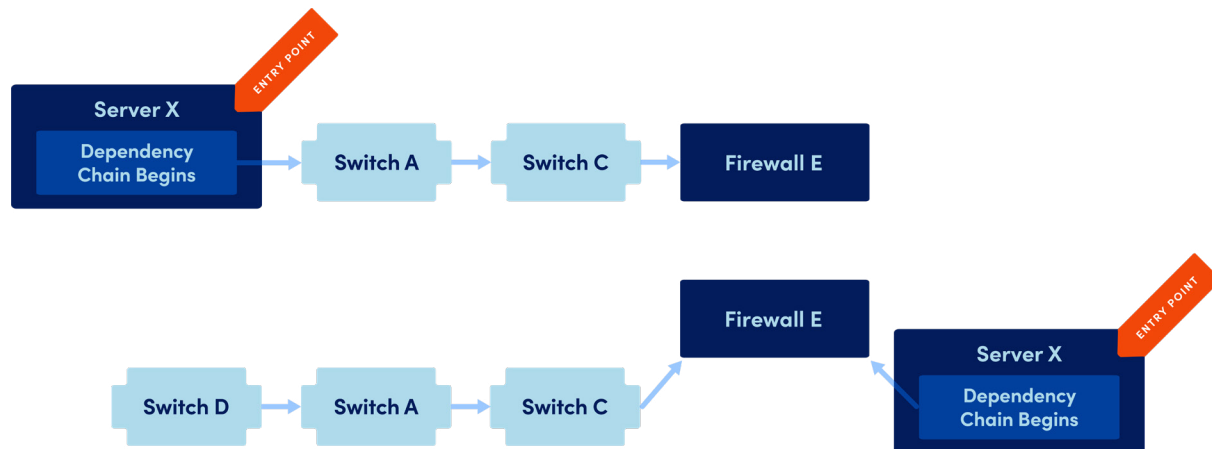 ENTRY POINT
Server X
Dependency
Chain Begins
Switch A
Switch C
Firewall E
Firewall E
ENTRY POINT
Server X
Switch D
Switch A
Switch C
Dependency
Chain Begins